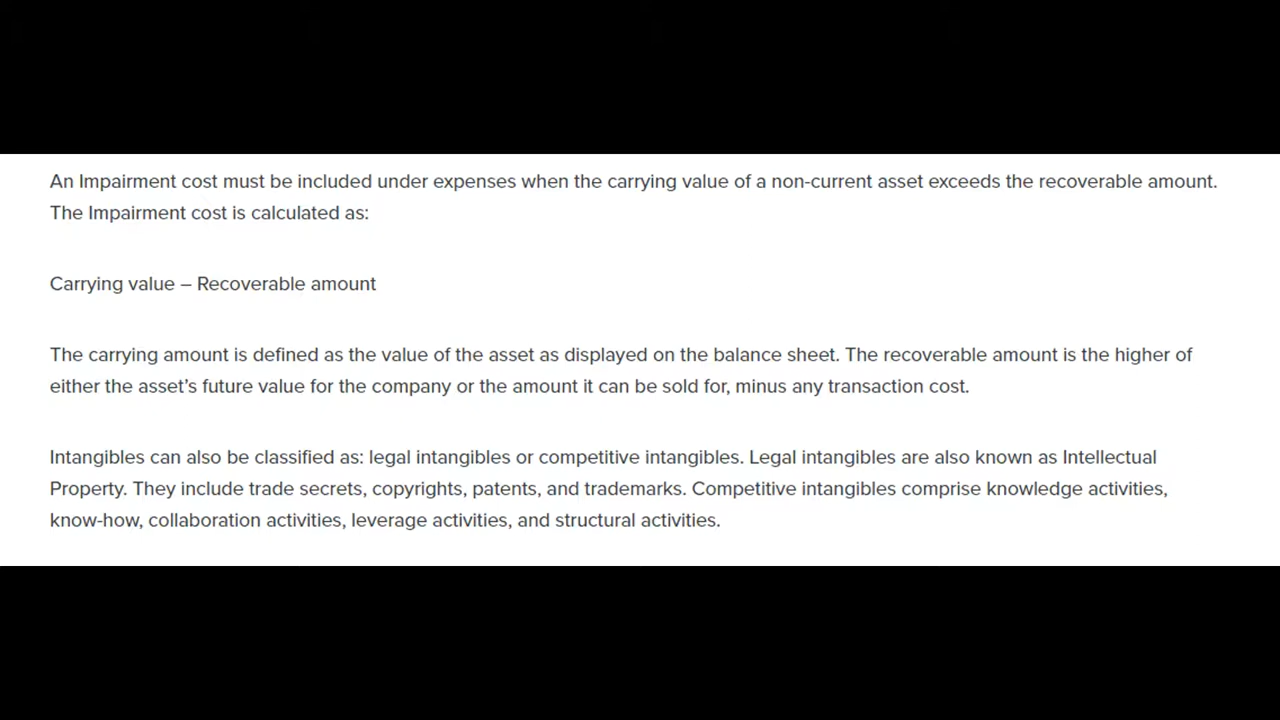 An Impairment cost must be included under expenses when the carrying value of a non-current asset exceeds the recoverable amount.
The Impairment cost is calculated as:
Carrying value – Recoverable amount
The carrying amount is defined as the value of the asset as displayed on the balance sheet. The recoverable amount is the higher of
either the asset’s future value for the company or the amount it can be sold for, minus any transaction cost.
Intangibles can also be classified as: legal intangibles or competitive intangibles. Legal intangibles are also known as Intellectual
Property. They include trade secrets, copyrights, patents, and trademarks. Competitive intangibles comprise knowledge activities,
know-how, collaboration activities, leverage activities, and structural activities.